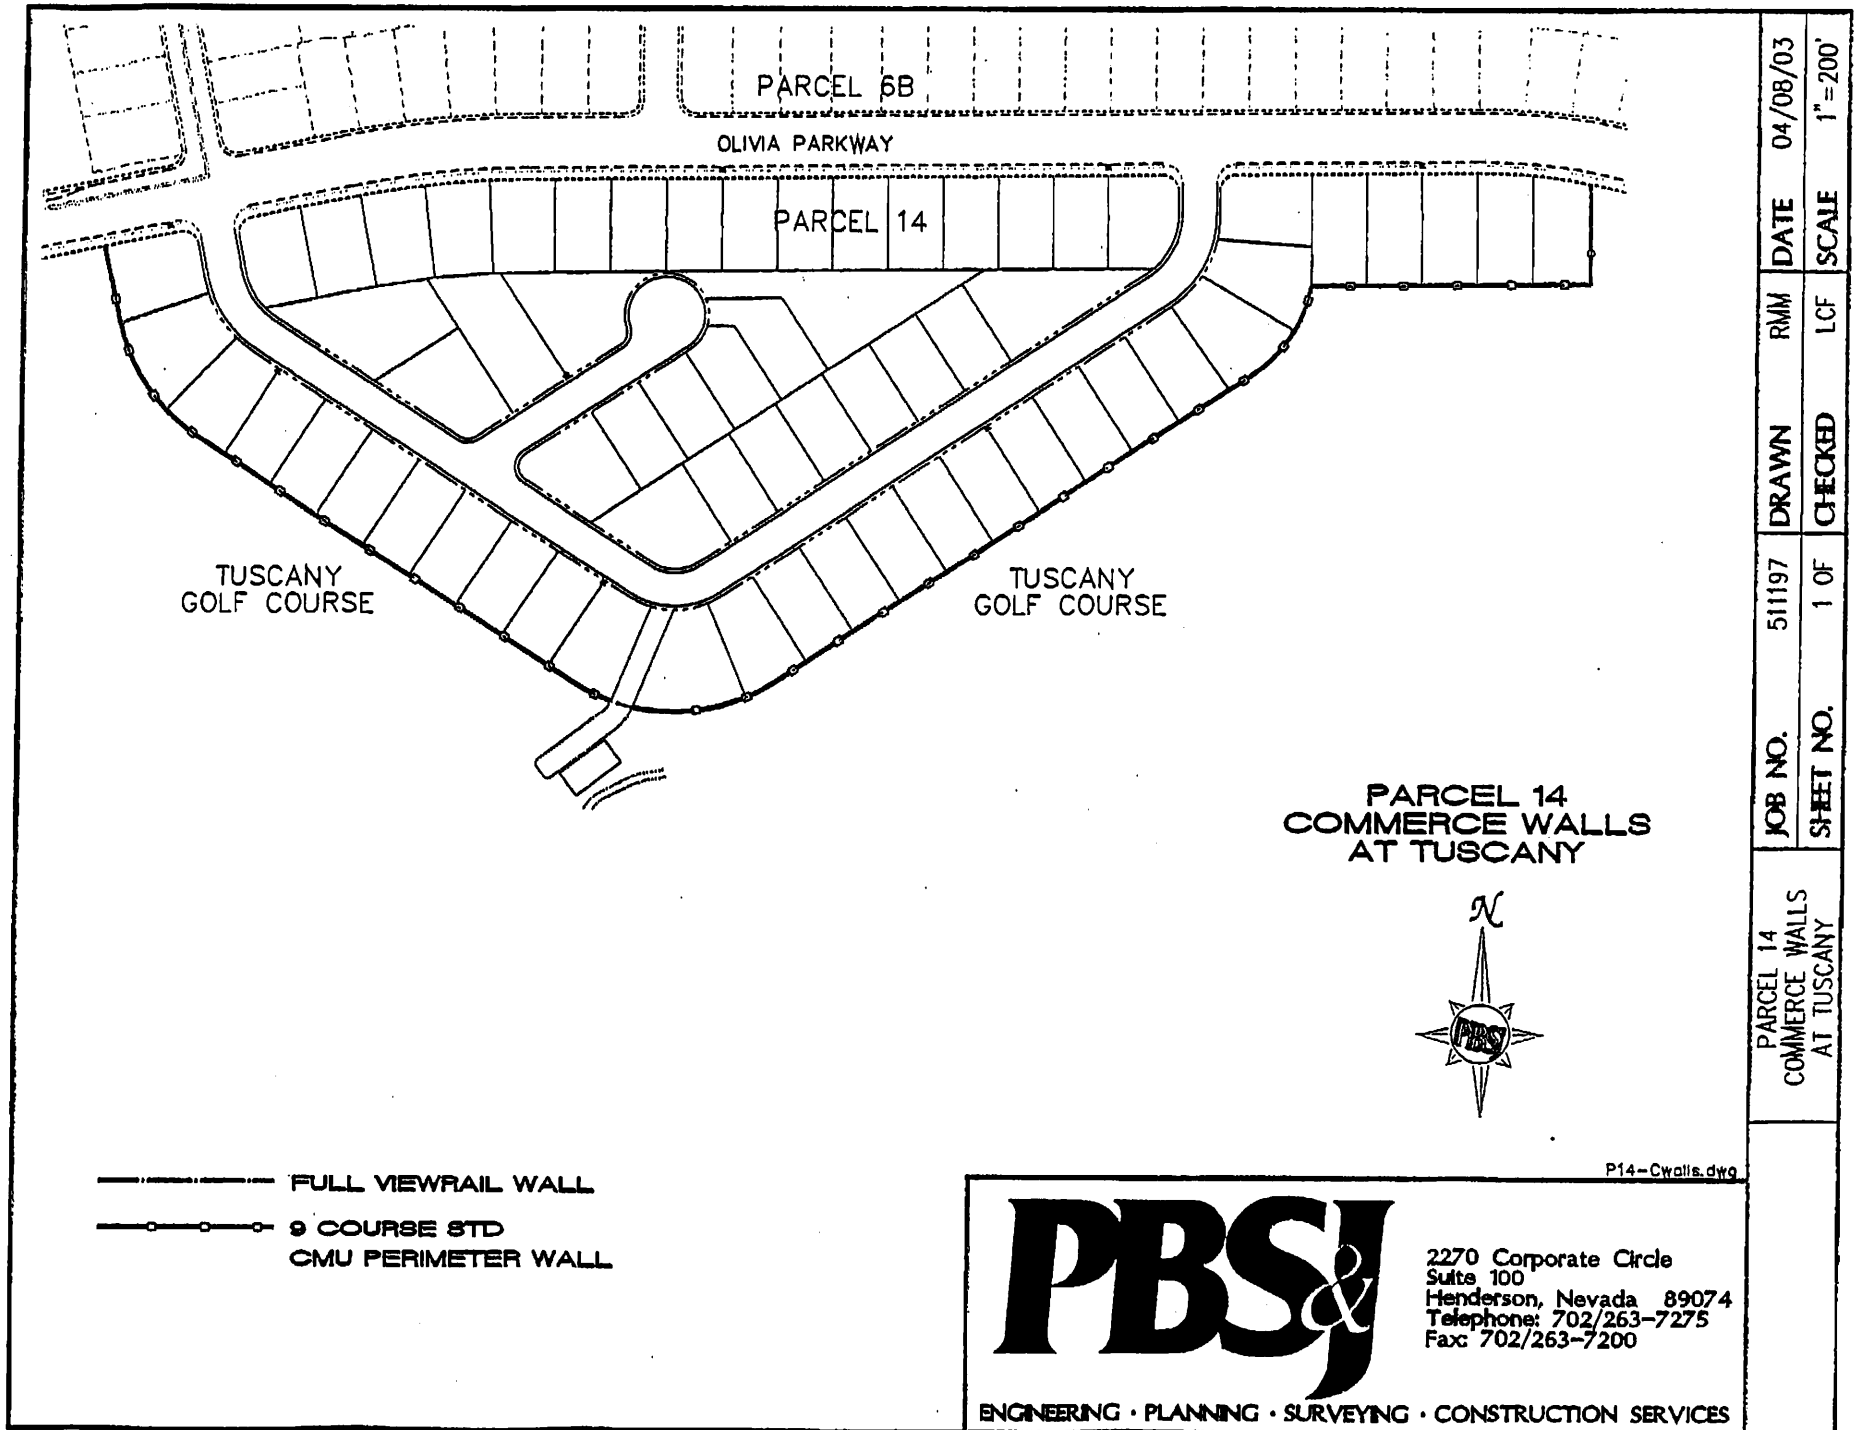 PARCEL 6B
OLIVIA PARKWAY
PARCEL 14
TUSCANY
GOLF COURSE
TUSCANY
GOLF COURSE
PARCEL 14
COMMERCE WALLS
AT TUSCANY
N
PBSJ
FULL VIEWRAIL WALL
9 COURSE STD
CMU PERIMETER WALL
P14-Cwalls.dwg
PBS&J
2270 Corporate Circle
Suite 100
Henderson, Nevada 89074
Telephone: 702/263-7275
Fax: 702/263-7200
ENGINEERING · PLANNING · SURVEYING · CONSTRUCTION SERVICES
PARCEL 14
COMMERCE WALLS
AT TUSCANY
JOB NO. 511197
SHEET NO. 1 OF
DRAWN RMM
CHECKED LCF
DATE 04/08/03
SCALE 1"=200'